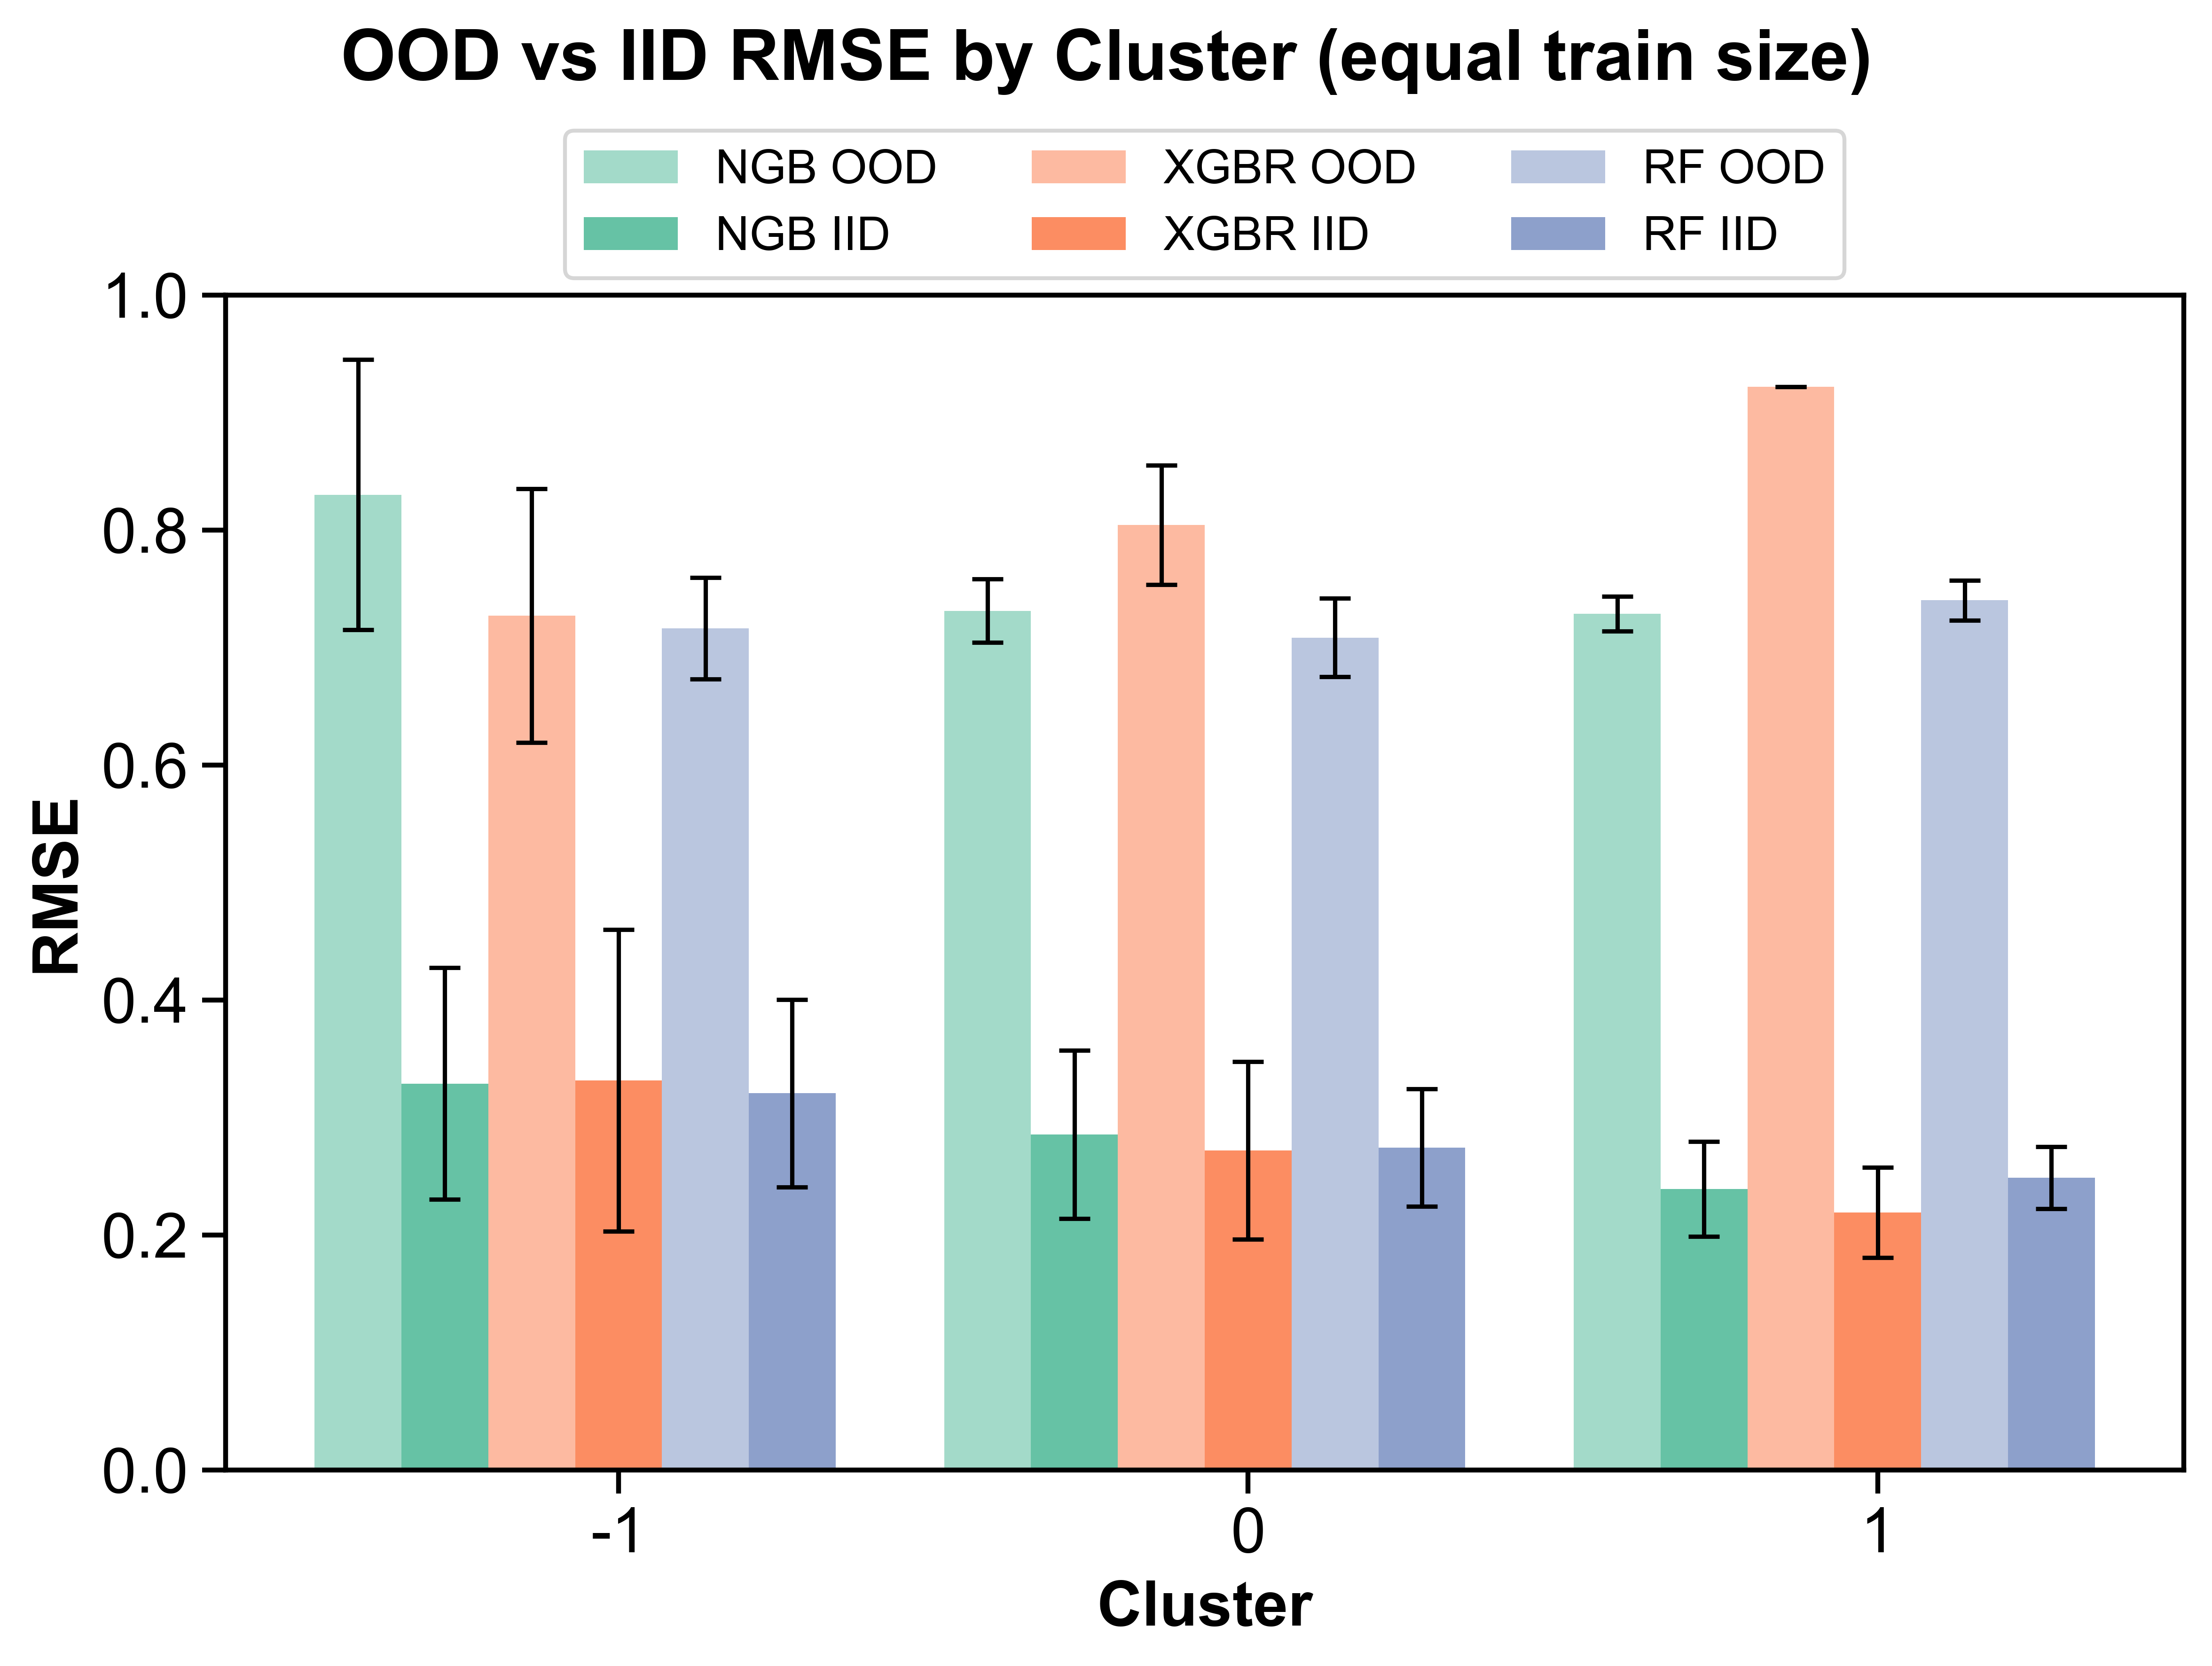 OOD vs IID RMSE by Cluster (equal train size)
NGB OOD XGBR OOD RF OOD
NGB IID XGBR IID RF IID
1.0
0.8
0.6
0.4
0.2
0.0
RMSE
-1 0 1
Cluster